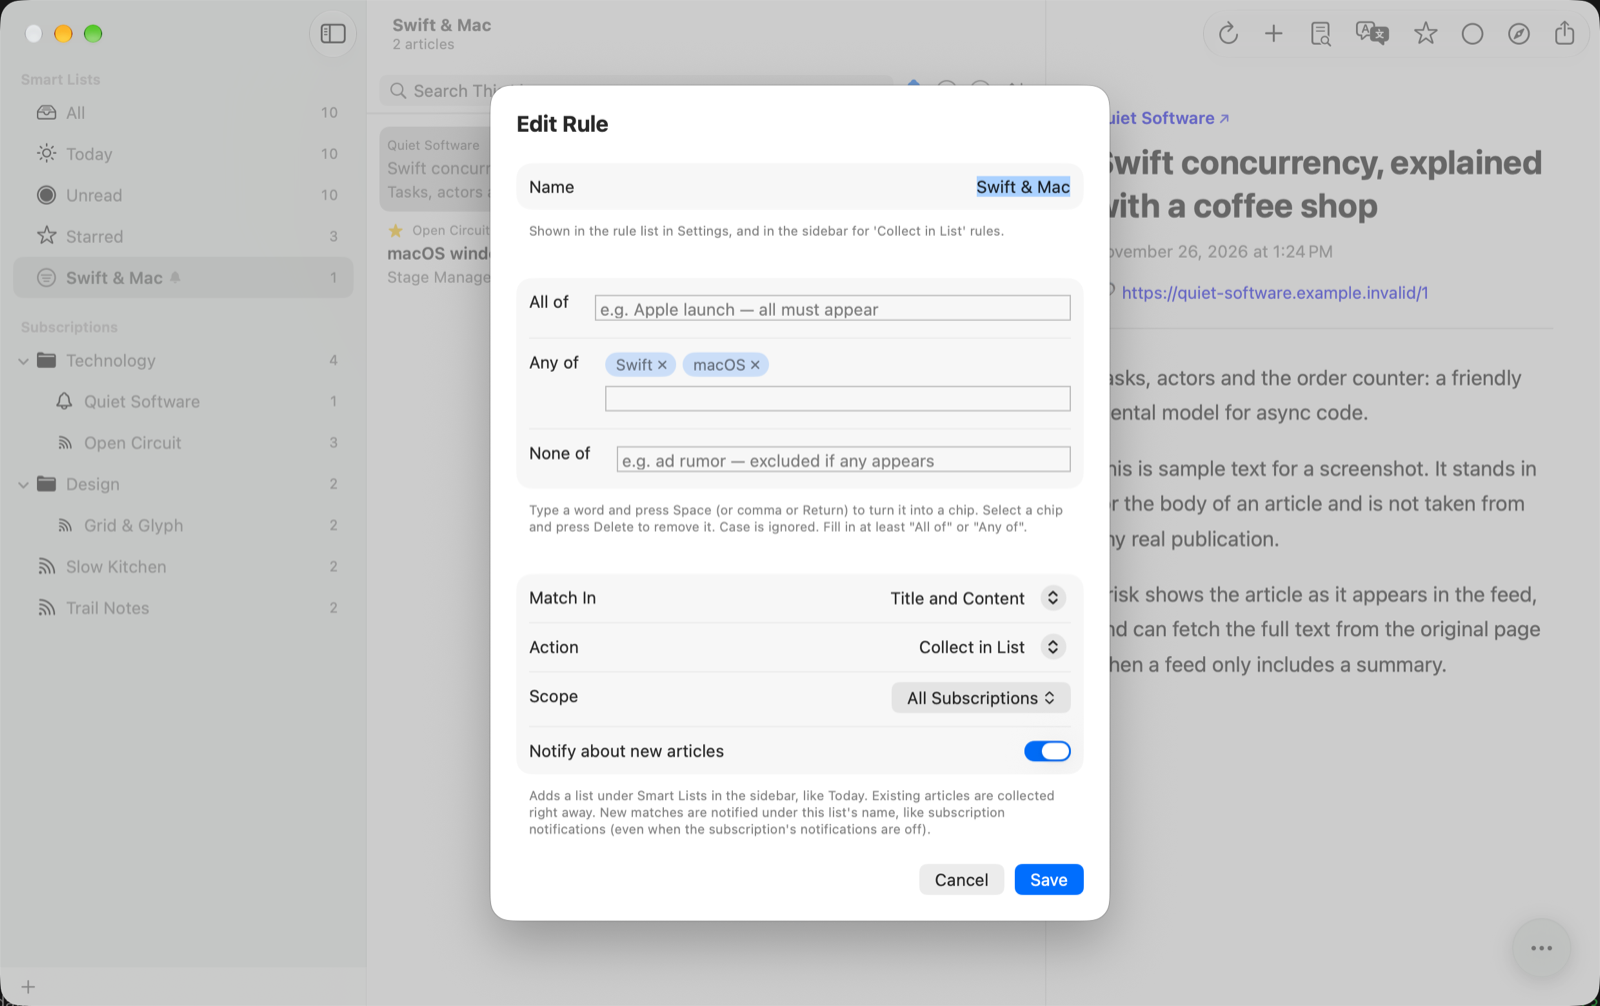 Smart Lists
All 10
Today 10
Unread 10
Starred 3
Swift & Mac 1
Subscriptions
Technology 4
Quiet Software 1
Open Circuit 3
Design 2
Grid & Glyph 2
Slow Kitchen 2
Trail Notes 2
Swift & Mac
2 articles
Search Thi
Quiet Software
Swift concurr
Tasks, actors a
Open Circuit
macOS wind
Stage Manage
Edit Rule
Name Swift & Mac
Shown in the rule list in Settings, and in the sidebar for 'Collect in List' rules.
All of e.g. Apple launch — all must appear
Any of Swift × macOS ×
None of e.g. ad rumor — excluded if any appears
Type a word and press Space (or comma or Return) to turn it into a chip. Select a chip
and press Delete to remove it. Case is ignored. Fill in at least "All of" or "Any of".
Match In Title and Content
Action Collect in List
Scope All Subscriptions
Notify about new articles
Adds a list under Smart Lists in the sidebar, like Today. Existing articles are collected
right away. New matches are notified under this list's name, like subscription
notifications (even when the subscription's notifications are off).
Cancel Save
uiet Software ↗
Swift concurrency, explained
with a coffee shop
ovember 26, 2026 at 1:24 PM
https://quiet-software.example.invalid/1
asks, actors and the order counter: a friendly
ental model for async code.
his is sample text for a screenshot. It stands in
r the body of an article and is not taken from
ny real publication.
risk shows the article as it appears in the feed,
nd can fetch the full text from the original page
hen a feed only includes a summary.